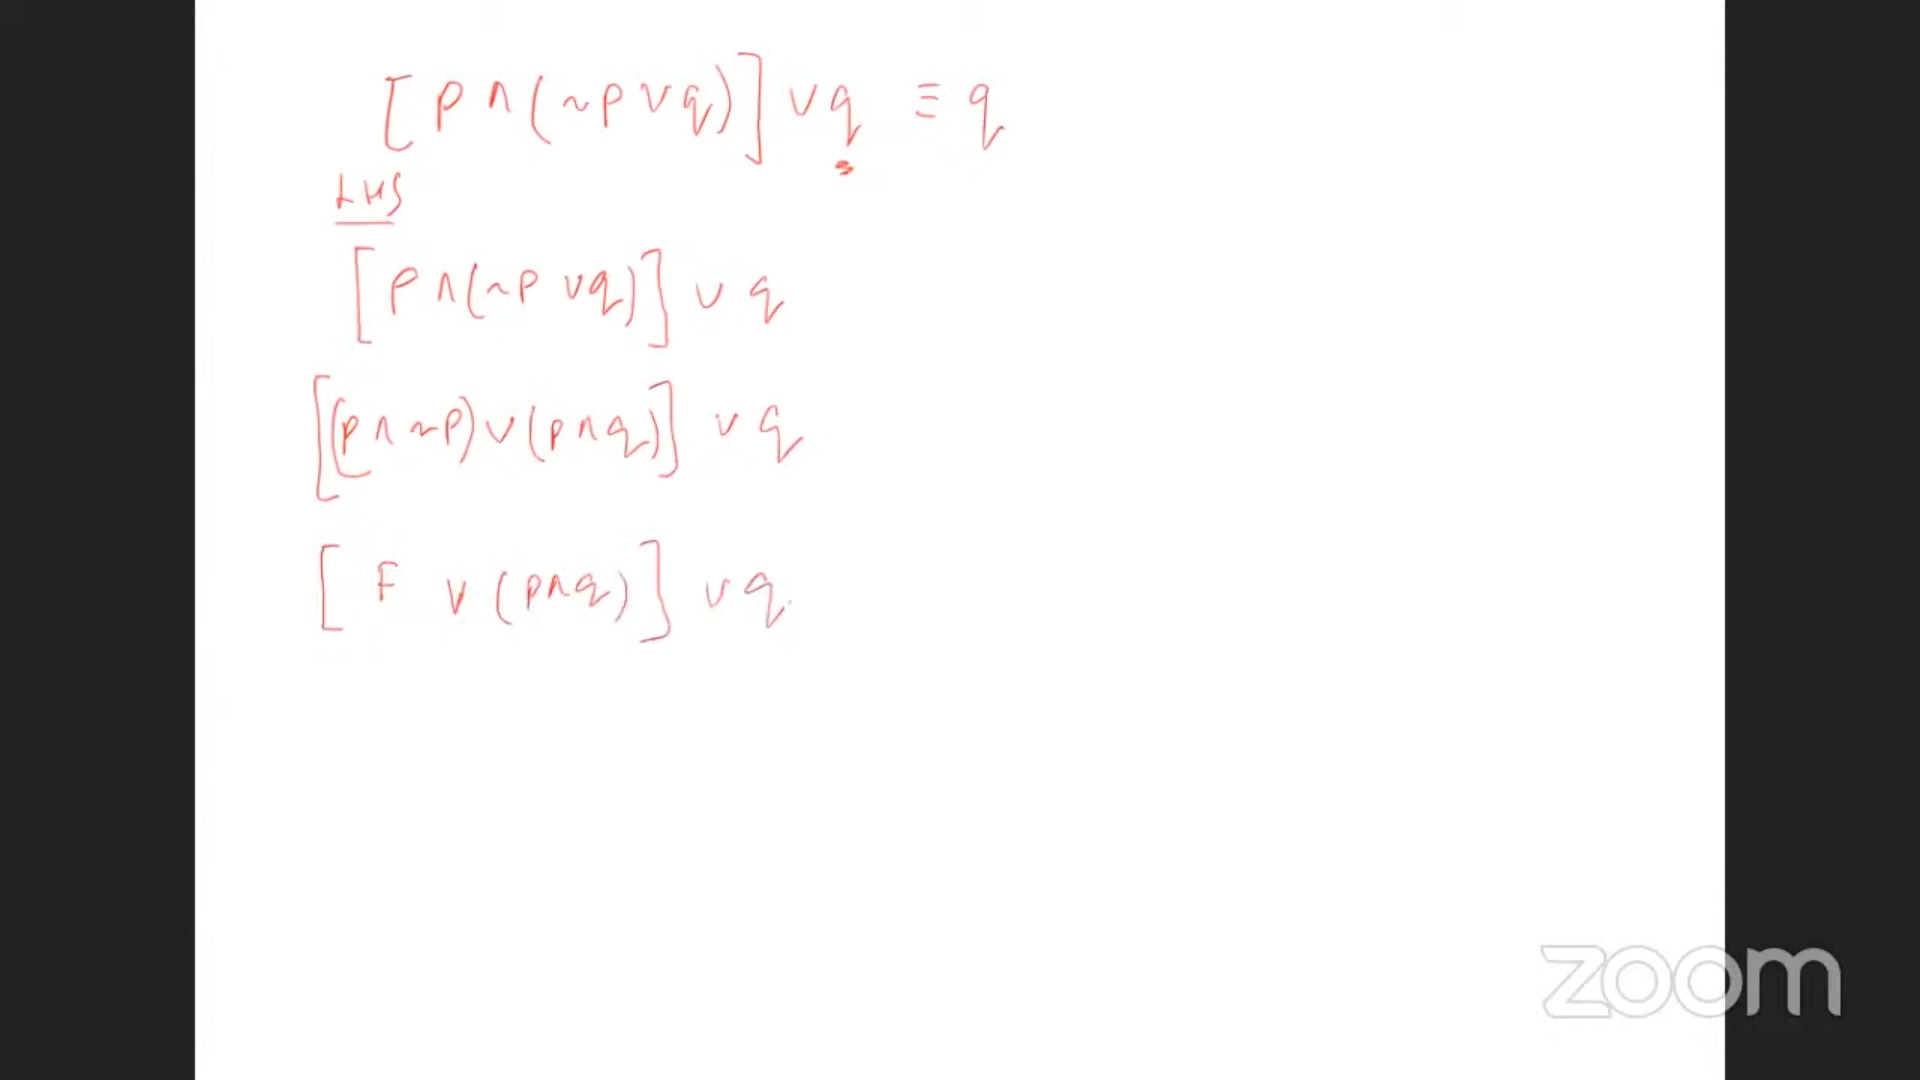 [p ∧ (~p ∨ q)] ∨ q ≡ q
LHS
[p ∧ (~p ∨ q)] ∨ q
[(p ∧ ~p) ∨ (p ∧ q)] ∨ q
[F ∨ (p ∧ q)] ∨ q
zoom